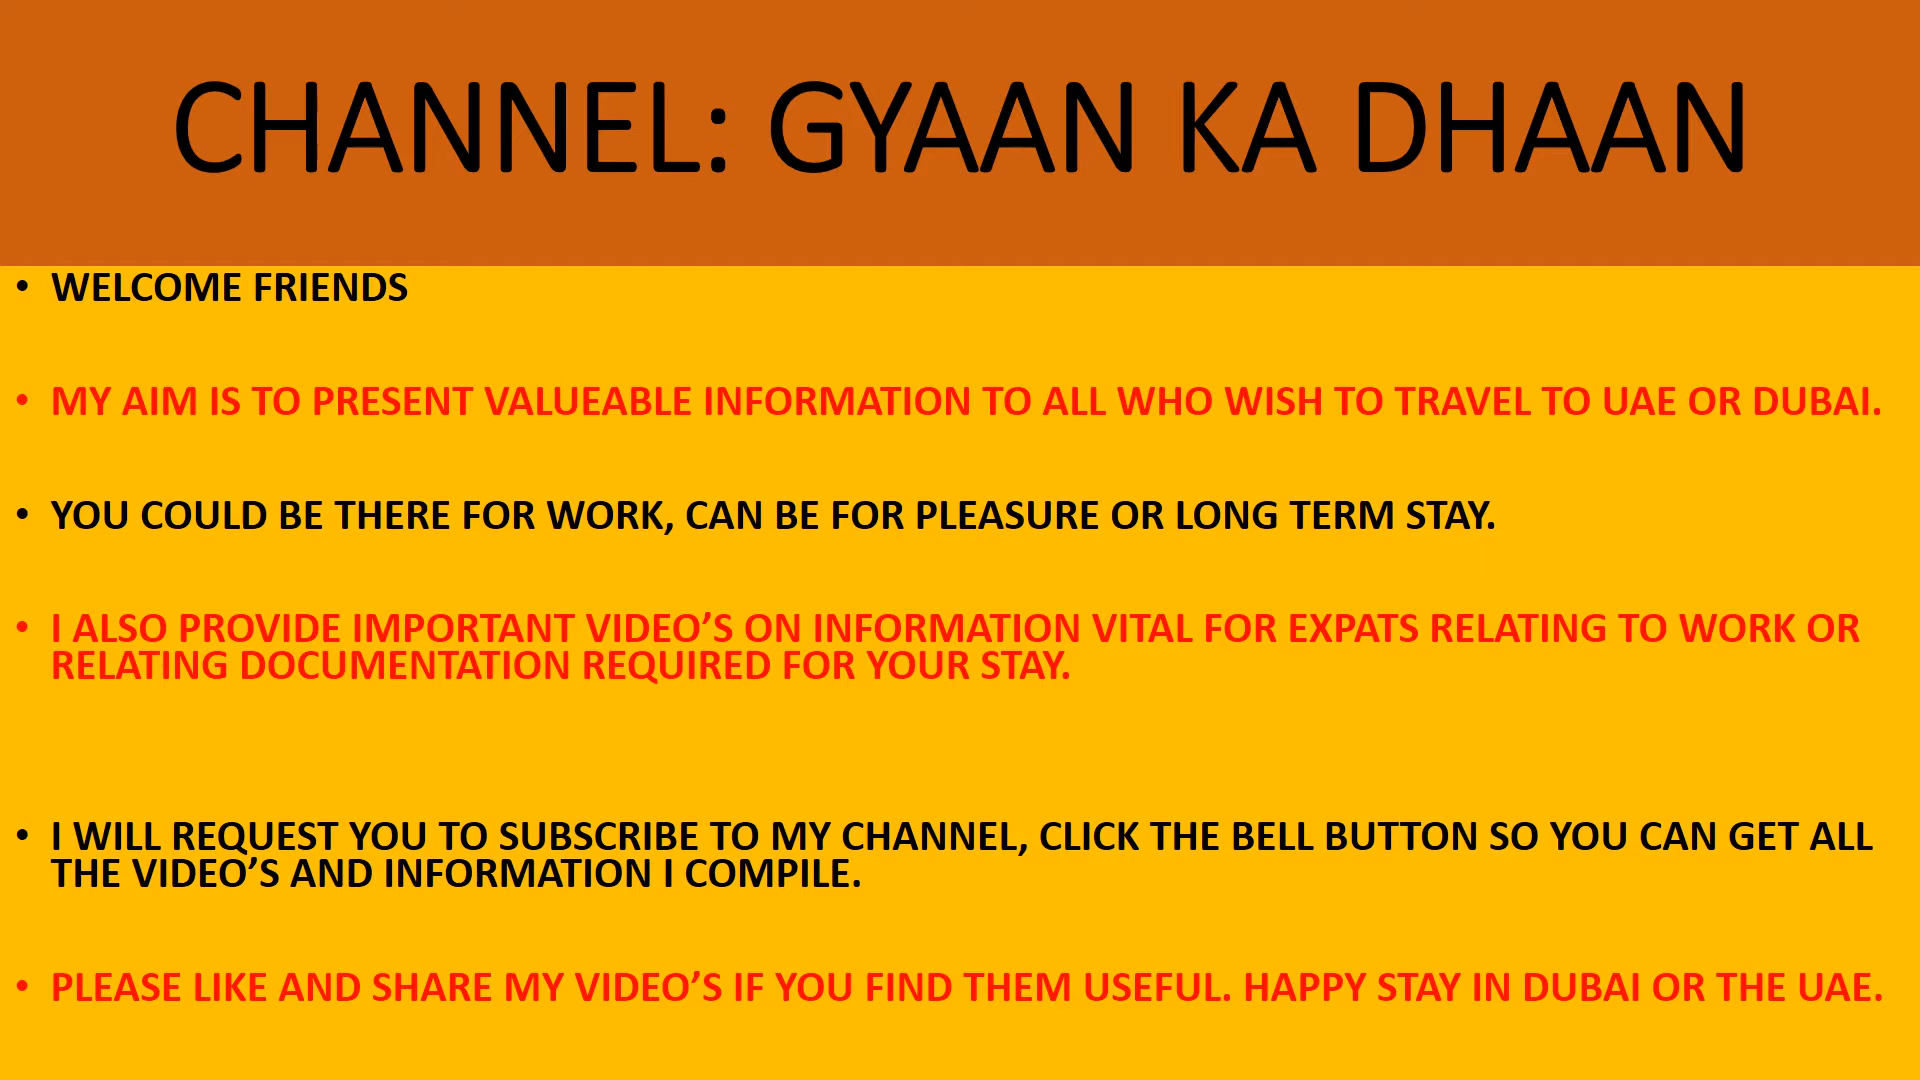 CHANNEL: GYAAN KA DHAAN
• WELCOME FRIENDS
• MY AIM IS TO PRESENT VALUEABLE INFORMATION TO ALL WHO WISH TO TRAVEL TO UAE OR DUBAI.
• YOU COULD BE THERE FOR WORK, CAN BE FOR PLEASURE OR LONG TERM STAY.
• I ALSO PROVIDE IMPORTANT VIDEO’S ON INFORMATION VITAL FOR EXPATS RELATING TO WORK OR
RELATING DOCUMENTATION REQUIRED FOR YOUR STAY.
• I WILL REQUEST YOU TO SUBSCRIBE TO MY CHANNEL, CLICK THE BELL BUTTON SO YOU CAN GET ALL
THE VIDEO’S AND INFORMATION I COMPILE.
• PLEASE LIKE AND SHARE MY VIDEO’S IF YOU FIND THEM USEFUL. HAPPY STAY IN DUBAI OR THE UAE.